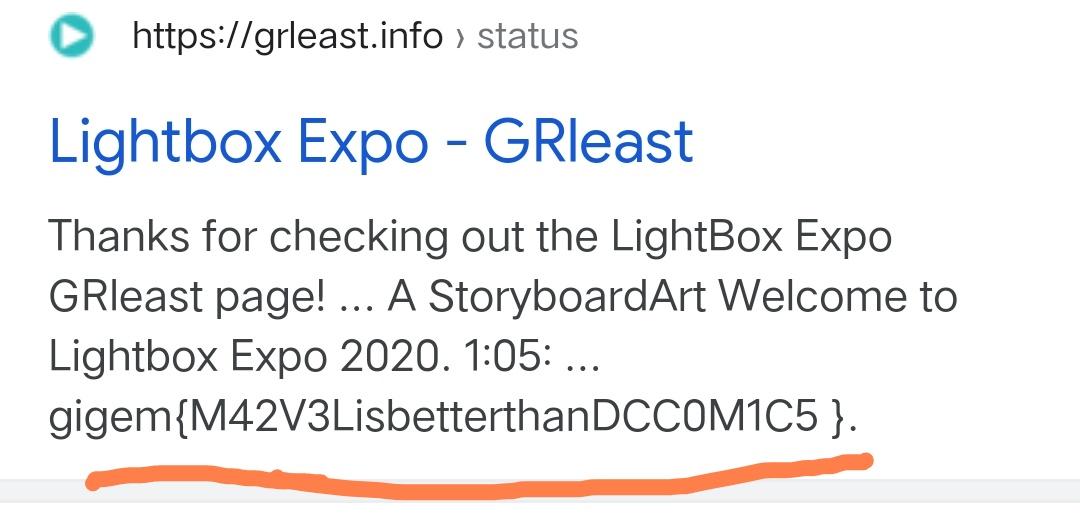 https://grleast.info › status
Lightbox Expo - GRleast
Thanks for checking out the LightBox Expo
GRleast page! ... A StoryboardArt Welcome to
Lightbox Expo 2020. 1:05: ...
gigem{M42V3LisbetterthanDCC0M1C5 }.